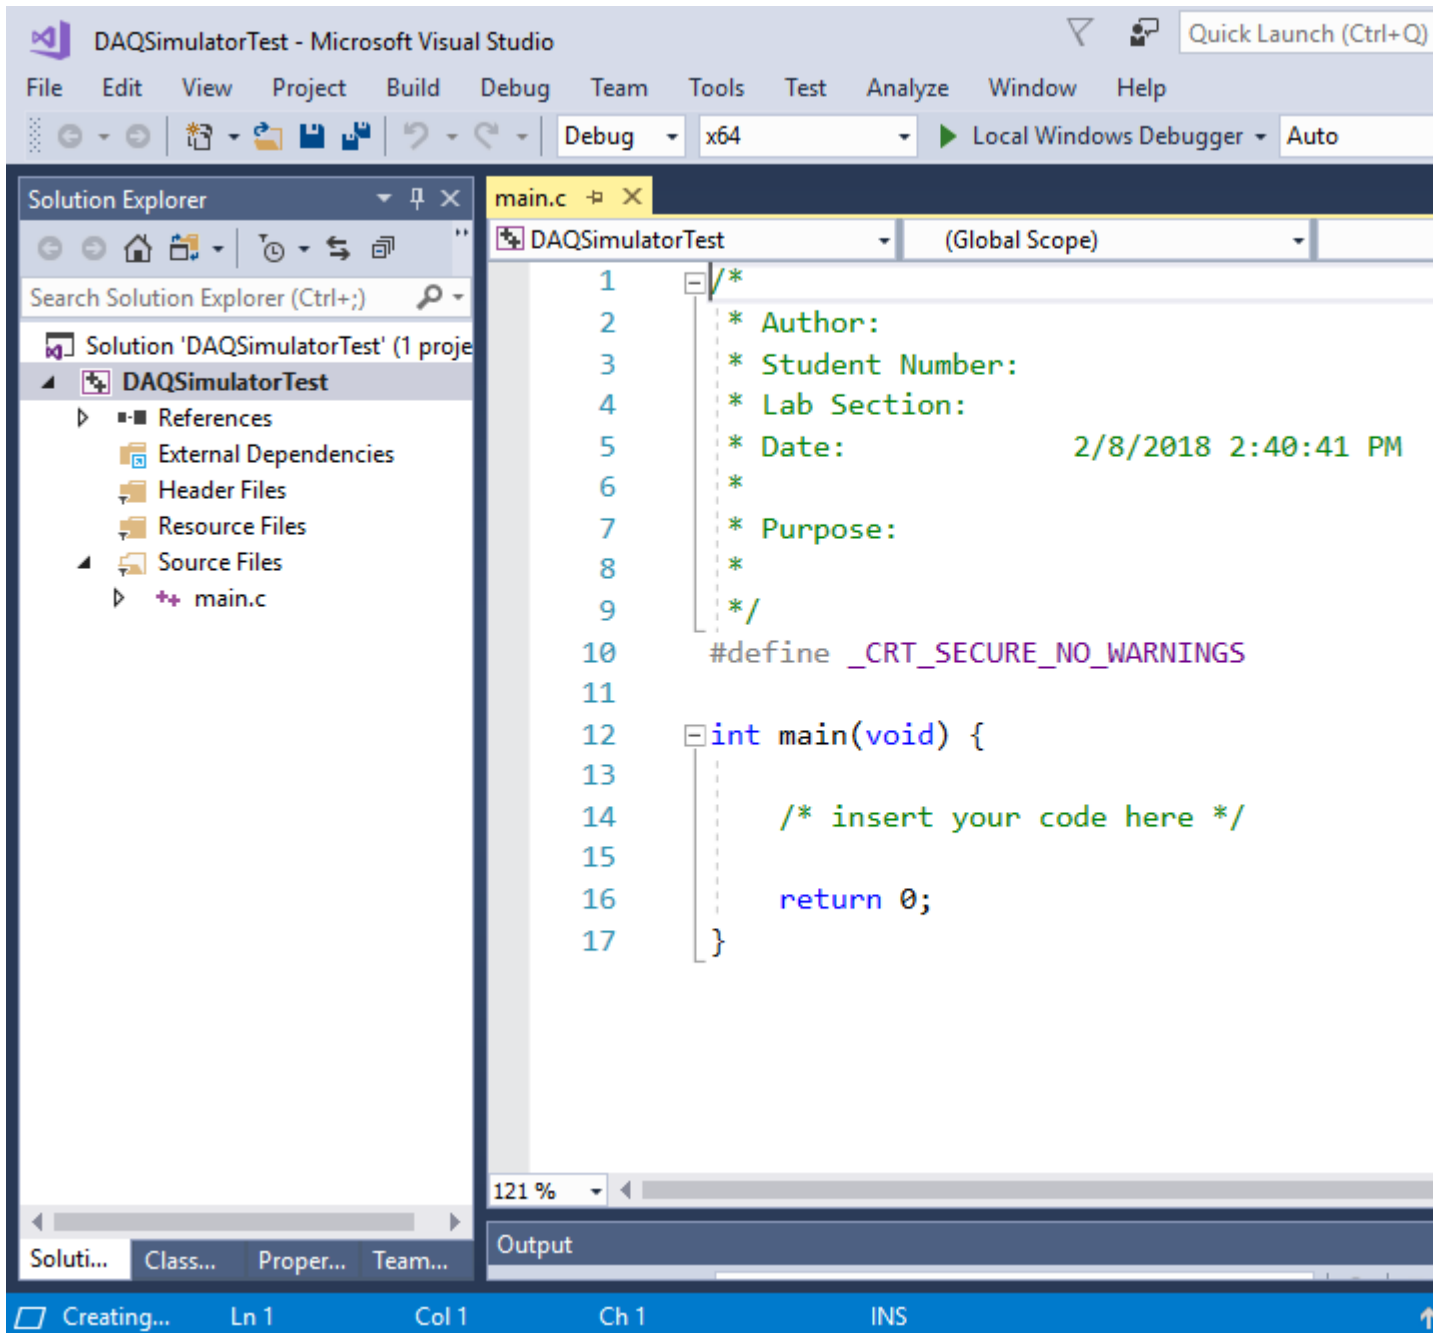 DAQSimulatorTest - Microsoft Visual Studio
Quick Launch (Ctrl+Q)
File Edit View Project Build Debug Team Tools Test Analyze Window Help
Debug x64 Local Windows Debugger Auto
Solution Explorer
Search Solution Explorer (Ctrl+;)
Solution 'DAQSimulatorTest' (1 proje
DAQSimulatorTest
References
External Dependencies
Header Files
Resource Files
Source Files
main.c
Soluti... Class... Proper... Team...
main.c
DAQSimulatorTest (Global Scope)
1 /*
2 * Author:
3 * Student Number:
4 * Lab Section:
5 * Date: 2/8/2018 2:40:41 PM
6 *
7 * Purpose:
8 *
9 */
10 #define _CRT_SECURE_NO_WARNINGS
11
12 int main(void) {
13
14 /* insert your code here */
15
16 return 0;
17 }
121 %
Output
Creating... Ln 1 Col 1 Ch 1 INS